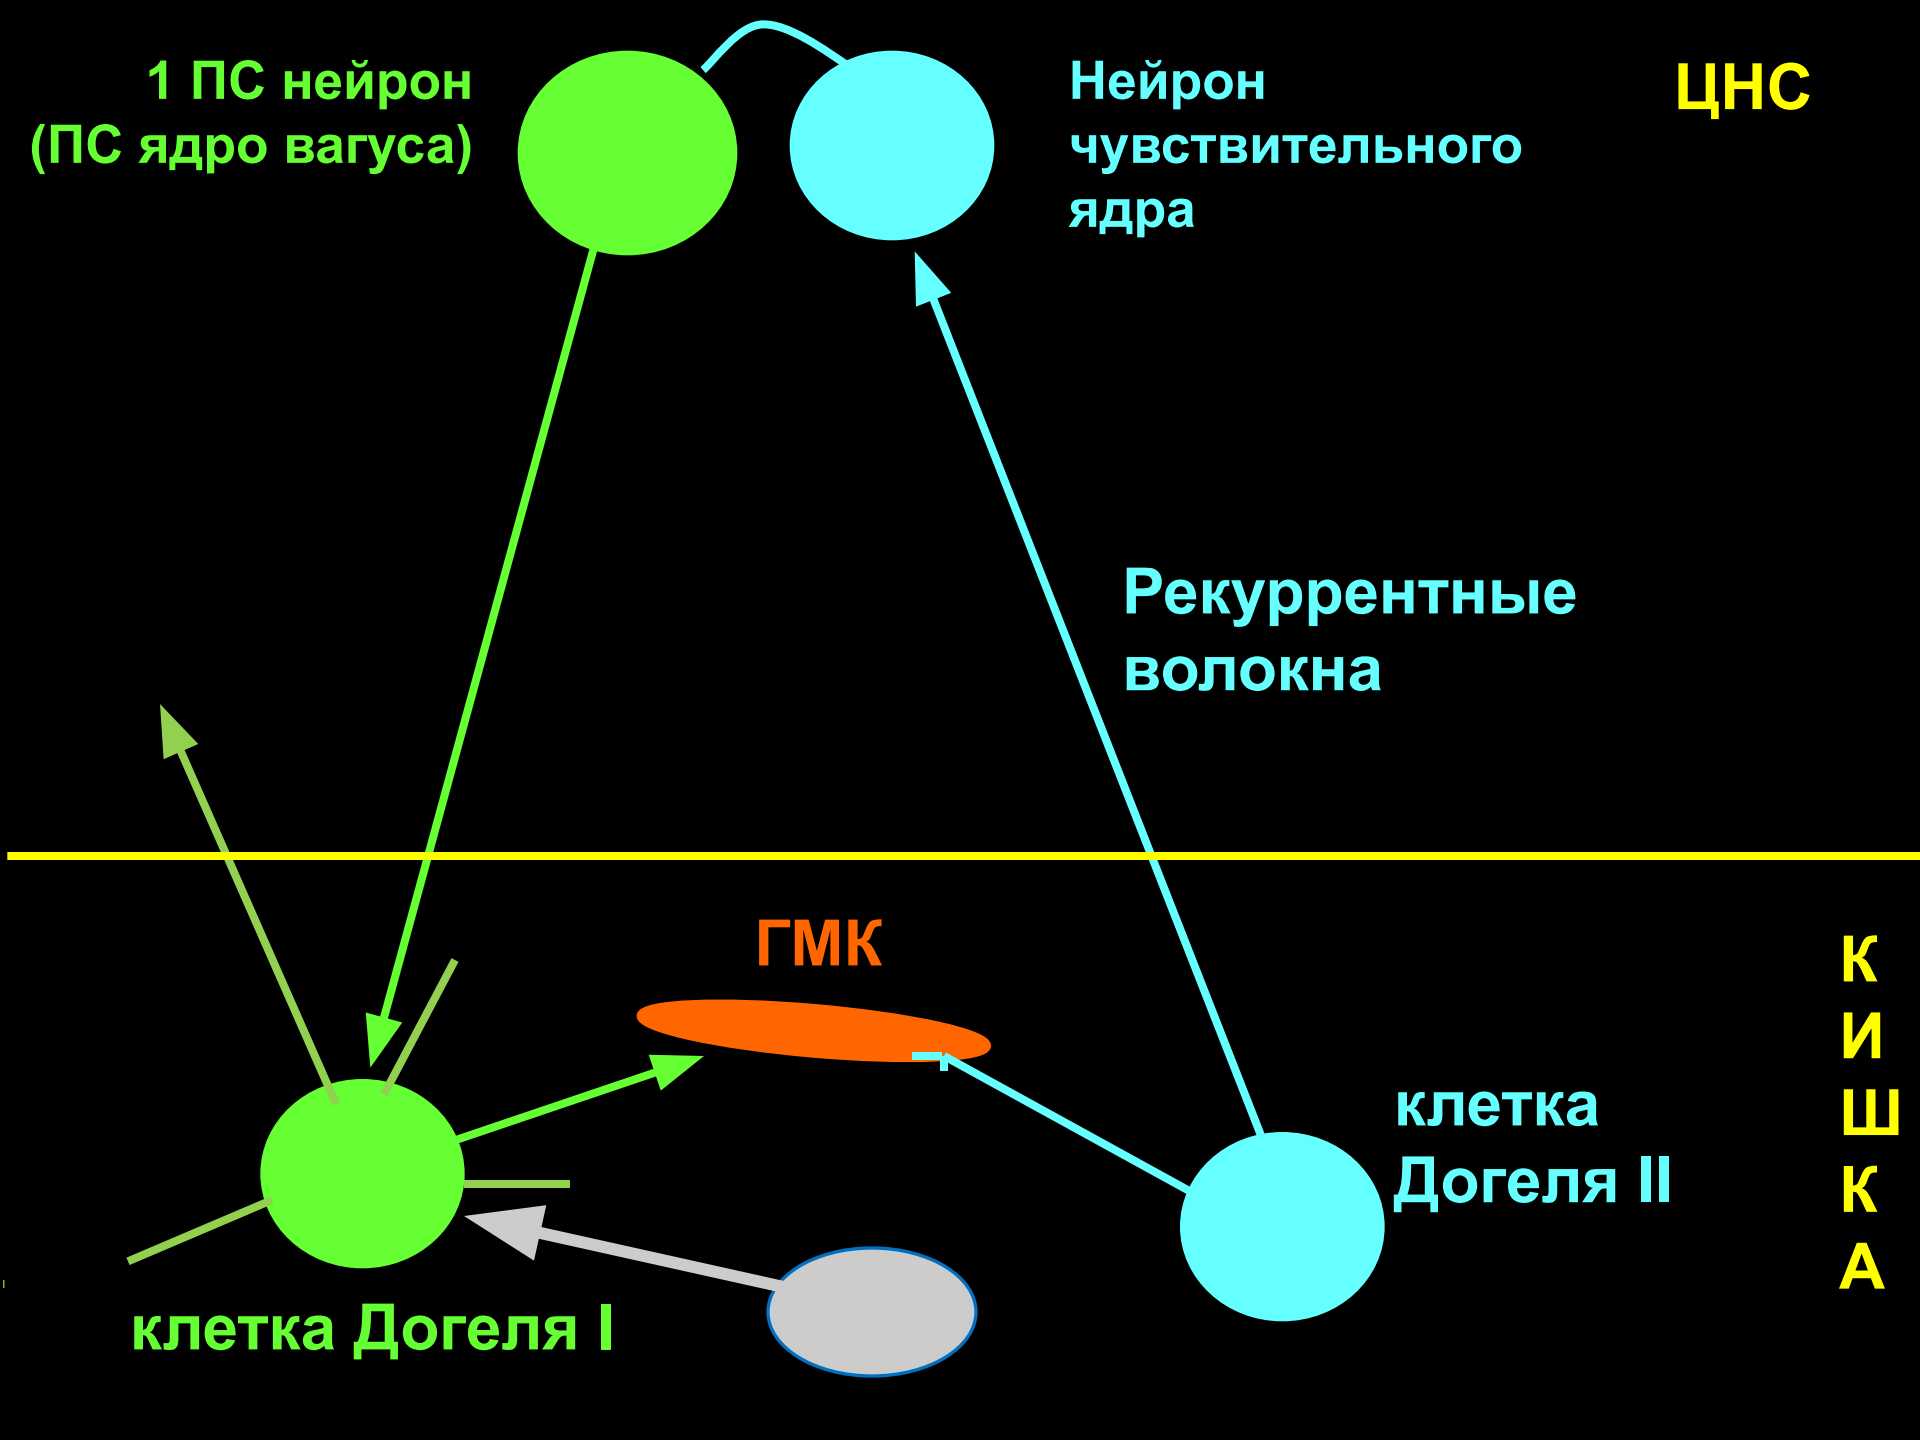 1 ПС нейрон
(ПС ядро вагуса)
Нейрон
чувствительного
ядра
ЦНС
Рекуррентные
волокна
ГМК
клетка
Догеля II
К
И
Ш
К
А
клетка Догеля I